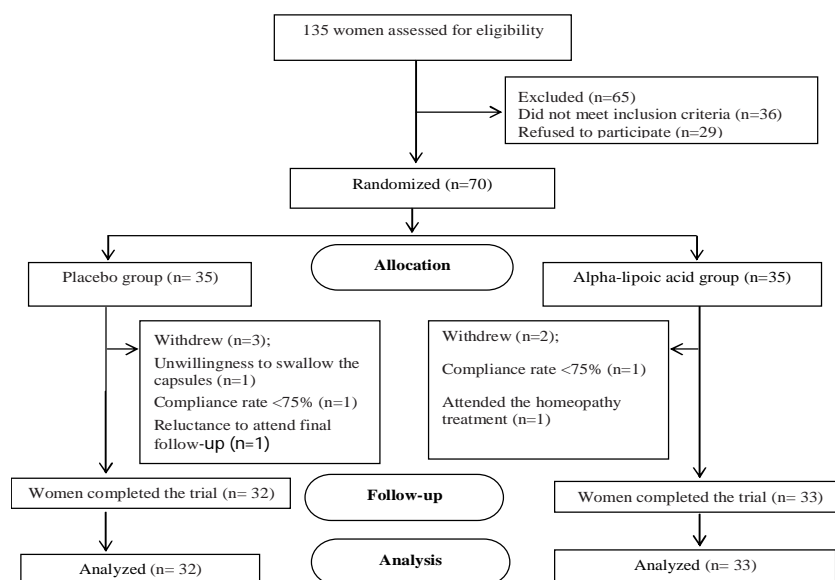 135 women assessed for eligibility
Excluded (n=65)
Did not meet inclusion criteria (n=36)
Refused to participate (n=29)
Randomized (n=70)
Allocation
Placebo group (n= 35)
Alpha-lipoic acid group (n=35)
Withdrew (n=3);
Unwillingness to swallow the
capsules (n=1)
Compliance rate <75% (n=1)
Reluctance to attend final
follow-up (n=1)
Withdrew (n=2);
Compliance rate <75% (n=1)
Attended the homeopathy
treatment (n=1)
Women completed the trial (n= 32)
Follow-up
Women completed the trial (n= 33)
Analyzed (n= 32)
Analysis
Analyzed (n= 33)